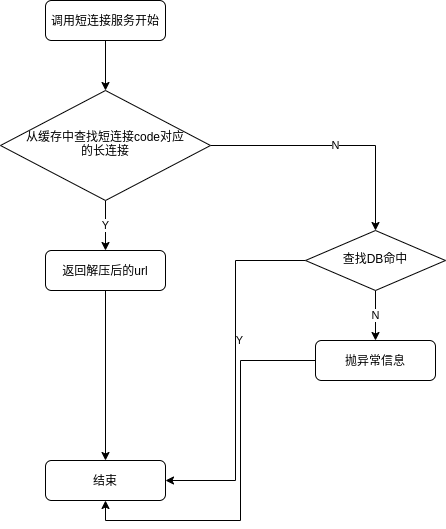 调用短连接服务开始
从缓存中查找短连接code对应
的长连接
N
Y
返回解压后的url
查找DB命中
N
Y
抛异常信息
结束